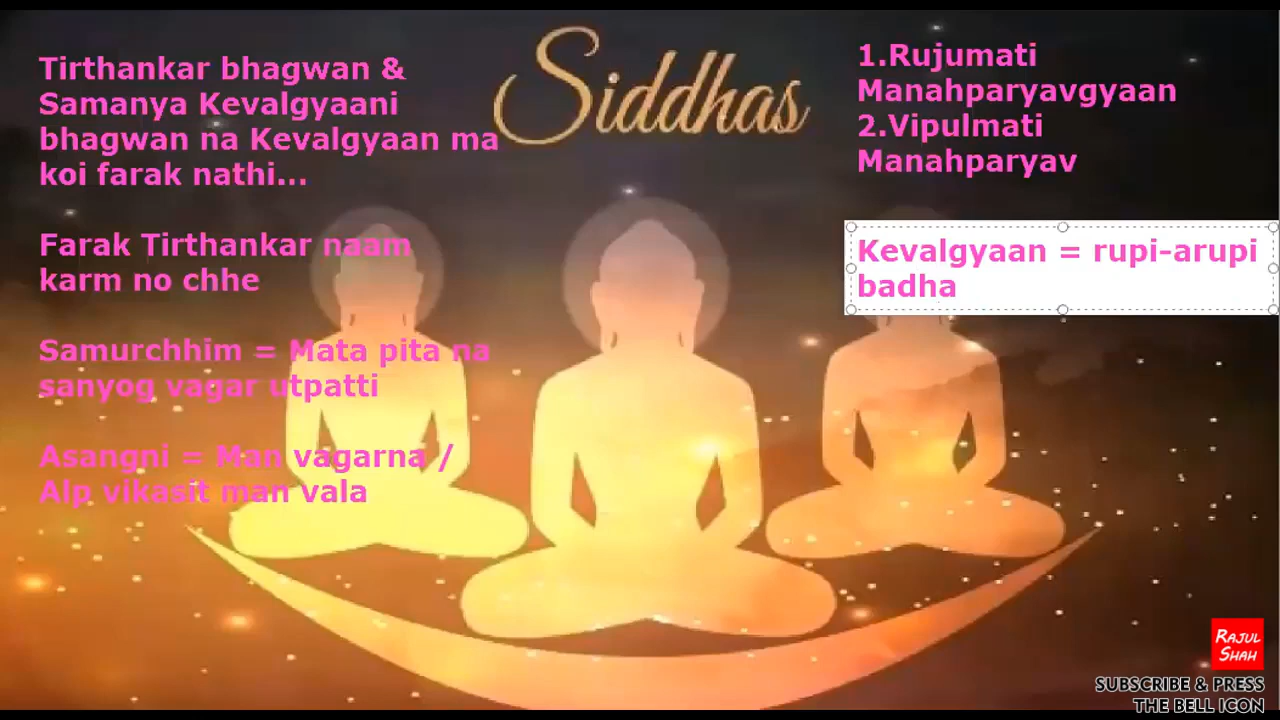 Siddhas
Tirthankar bhagwan &
Samanya Kevalgyaani
bhagwan na Kevalgyaan ma
koi farak nathi...
Farak Tirthankar naam
karm no chhe
Samurchhim = Mata pita na
sanyog vagar utpatti
Asangni = Man vagarna /
Alp vikasit man vala
1.Rujumati
Manahparyavgyaan
2.Vipulmati
Manahparyav
Kevalgyaan = rupi-arupi
badha
RAJUL
SHAH
SUBSCRIBE & PRESS
THE BELL ICON